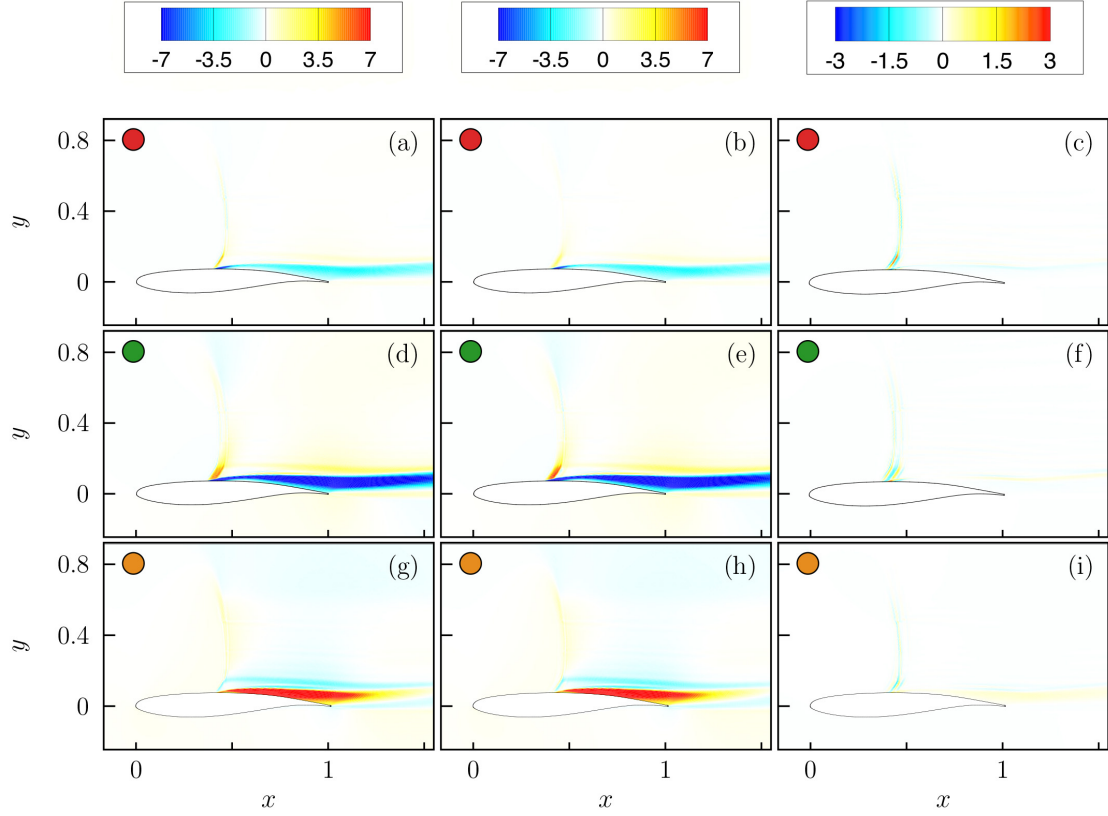 -7 -3.5 0 3.5 7
-7 -3.5 0 3.5 7
-3 -1.5 0 1.5 3
0.8 (a) (b) (c)
y 0.4
0
0.8 (d) (e) (f)
y 0.4
0
0.8 (g) (h) (i)
y 0.4
0
0 1 0 1 0 1
x x x